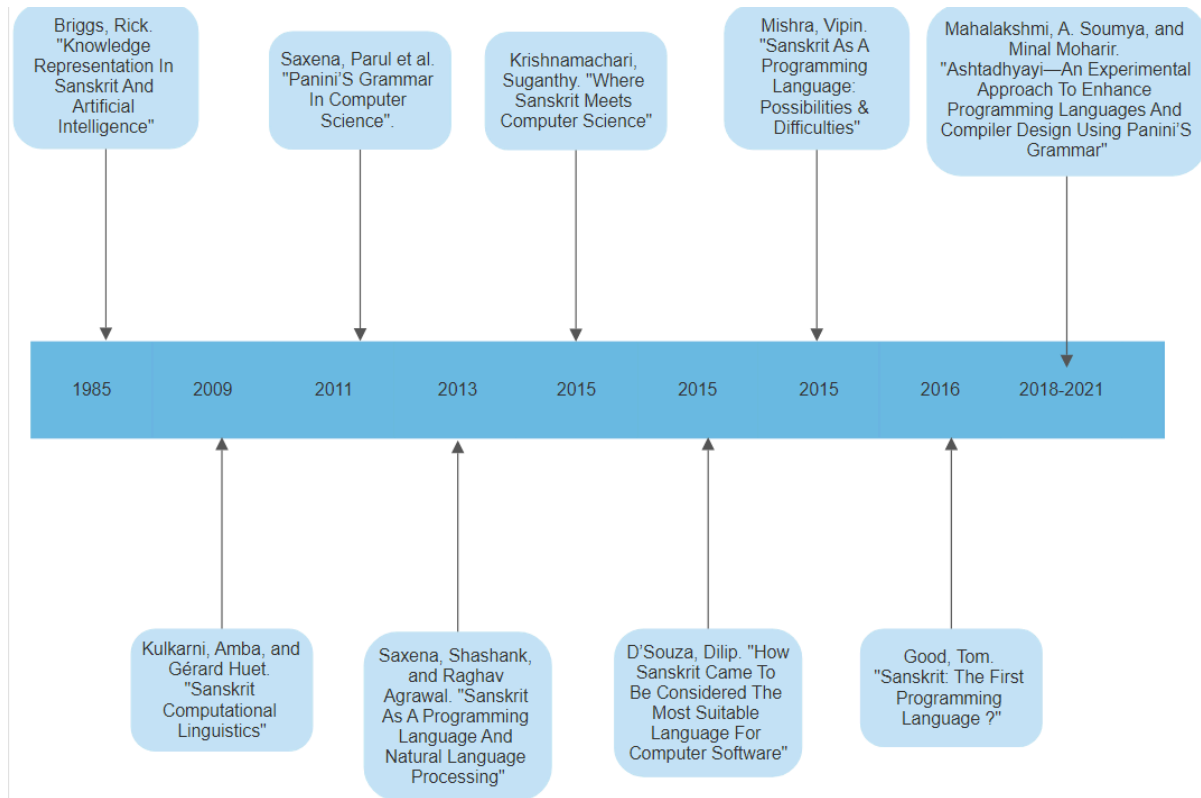 Briggs, Rick.
"Knowledge
Representation In
Sanskrit And
Artificial
Intelligence"
Saxena, Parul et al.
"Panini'S Grammar
In Computer
Science".
Krishnamachari,
Suganthy. "Where
Sanskrit Meets
Computer Science"
Mishra, Vipin.
"Sanskrit As A
Programming
Language:
Possibilities &
Difficulties"
Mahalakshmi, A. Soumya, and
Minal Moharir.
"Ashtadhyayi—An Experimental
Approach To Enhance
Programming Languages And
Compiler Design Using Panini'S
Grammar"
1985 2009 2011 2013 2015 2015 2015 2016 2018-2021
Kulkarni, Amba, and
Gérard Huet.
"Sanskrit
Computational
Linguistics"
Saxena, Shashank,
and Raghav
Agrawal. "Sanskrit
As A Programming
Language And
Natural Language
Processing"
D'Souza, Dilip. "How
Sanskrit Came To
Be Considered The
Most Suitable
Language For
Computer Software"
Good, Tom.
"Sanskrit: The First
Programming
Language ?"